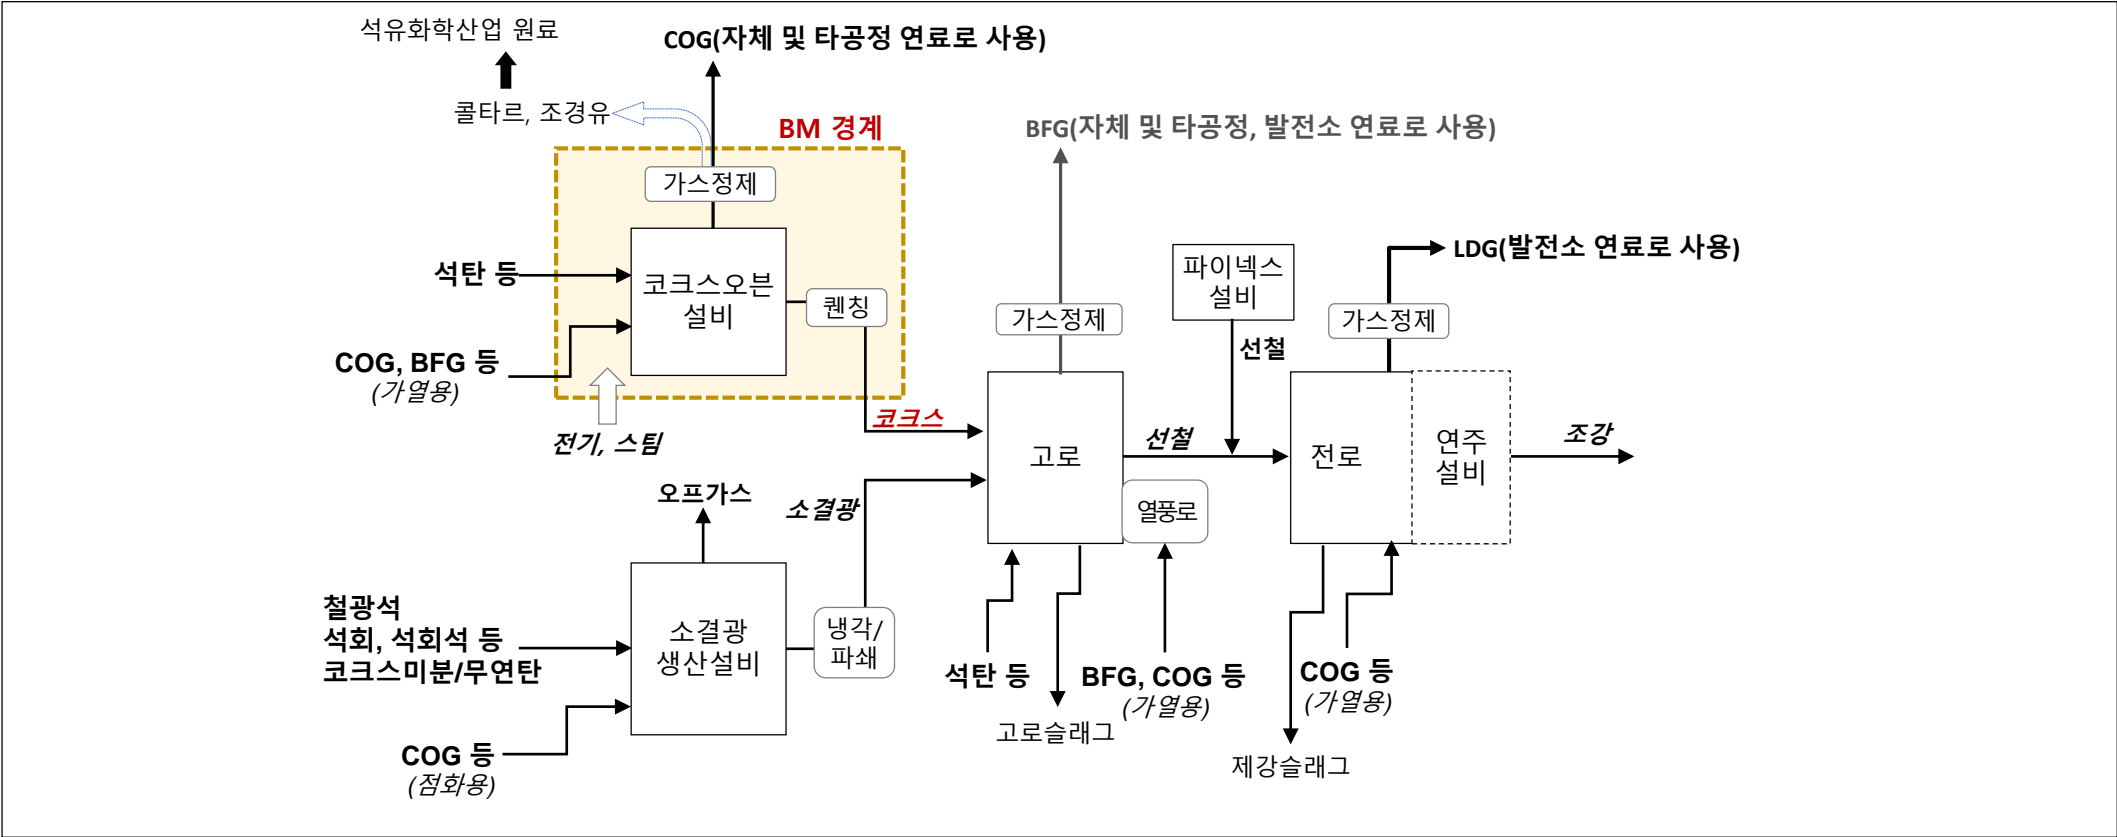 석유화학산업 원료
COG(자체 및 타공정 연료로 사용)
콜타르, 조경유
BM 경계
BFG(자체 및 타공정, 발전소 연료로 사용)
가스정제
석탄 등
코크스오븐
설비
퀜칭
COG, BFG 등
(가열용)
전기, 스팀
코크스
LDG(발전소 연료로 사용)
파이넥스
설비
가스정제
가스정제
선철
고로
선철
전로
연주
설비
조강
열풍로
오프가스
소결광
철광석
석회, 석회석 등
코크스미분/무연탄
소결광
생산설비
냉각/
파쇄
COG 등
(점화용)
석탄 등
고로슬래그
BFG, COG 등
(가열용)
COG 등
(가열용)
제강슬래그